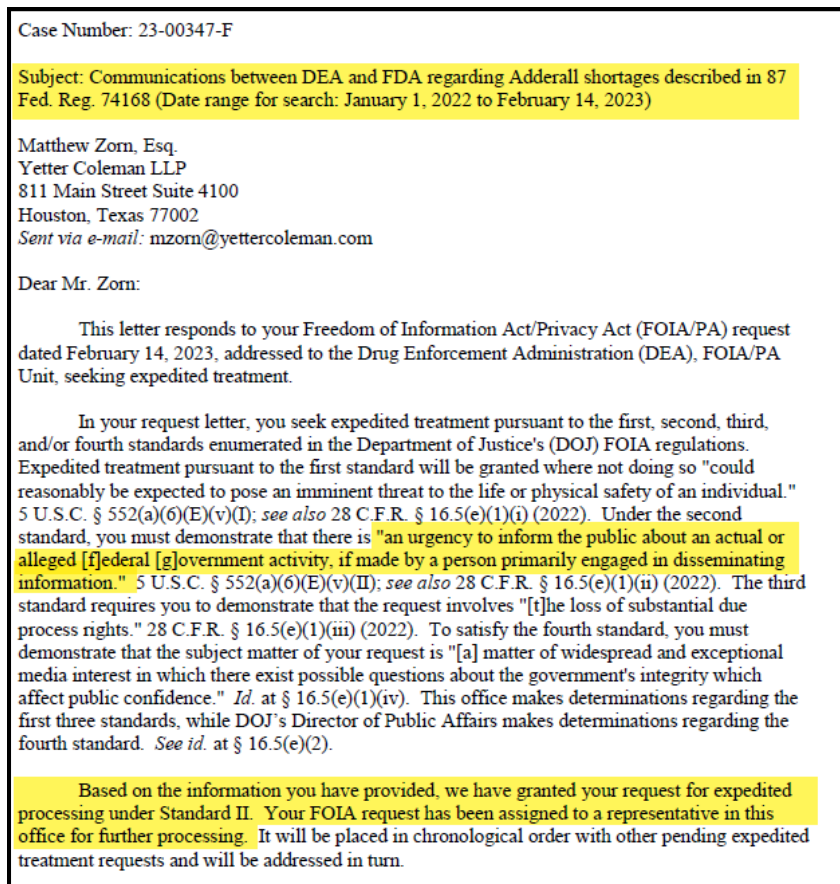 Case Number: 23-00347-F
Subject: Communications between DEA and FDA regarding Adderall shortages described in 87
Fed. Reg. 74168 (Date range for search: January 1, 2022 to February 14, 2023)
Matthew Zorn, Esq.
Yetter Coleman LLP
811 Main Street Suite 4100
Houston, Texas 77002
Sent via e-mail: mzorn@yettercoleman.com
Dear Mr. Zorn:
This letter responds to your Freedom of Information Act/Privacy Act (FOIA/PA) request
dated February 14, 2023, addressed to the Drug Enforcement Administration (DEA), FOIA/PA
Unit, seeking expedited treatment.
In your request letter, you seek expedited treatment pursuant to the first, second, third,
and/or fourth standards enumerated in the Department of Justice's (DOJ) FOIA regulations.
Expedited treatment pursuant to the first standard will be granted where not doing so "could
reasonably be expected to pose an imminent threat to the life or physical safety of an individual."
5 U.S.C. § 552(a)(6)(E)(v)(I); see also 28 C.F.R. § 16.5(e)(1)(i) (2022). Under the second
standard, you must demonstrate that there is "an urgency to inform the public about an actual or
alleged [f]ederal [g]overnment activity, if made by a person primarily engaged in disseminating
information." 5 U.S.C. § 552(a)(6)(E)(v)(II); see also 28 C.F.R. § 16.5(e)(1)(ii) (2022). The third
standard requires you to demonstrate that the request involves "[t]he loss of substantial due
process rights." 28 C.F.R. § 16.5(e)(1)(iii) (2022). To satisfy the fourth standard, you must
demonstrate that the subject matter of your request is "[a] matter of widespread and exceptional
media interest in which there exist possible questions about the government's integrity which
affect public confidence." Id. at § 16.5(e)(1)(iv). This office makes determinations regarding the
first three standards, while DOJ's Director of Public Affairs makes determinations regarding the
fourth standard. See id. at § 16.5(e)(2).
Based on the information you have provided, we have granted your request for expedited
processing under Standard II. Your FOIA request has been assigned to a representative in this
office for further processing. It will be placed in chronological order with other pending expedited
treatment requests and will be addressed in turn.